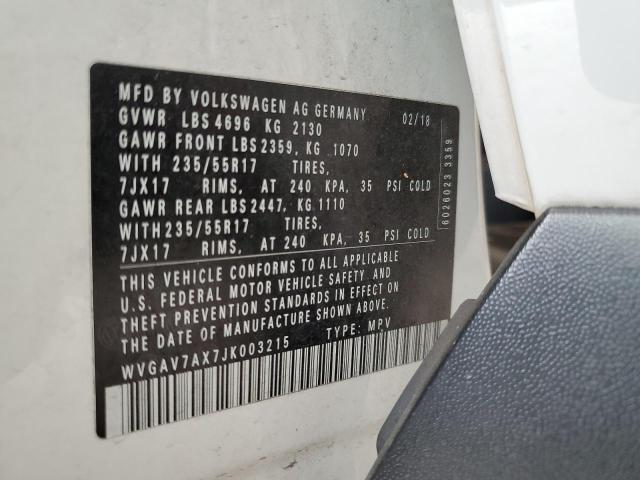 MFD BY VOLKSWAGEN AG GERMANY 02/18
GVWR LBS 4696 KG 2130
GAWR FRONT LBS 2359, KG 1070
WITH 235/55R17 TIRES,
7JX17 RIMS, AT 240 KPA, 35 PSI COLD
GAWR REAR LBS 2447, KG 1110
WITH 235/55R17 TIRES,
7JX17 RIMS, AT 240 KPA, 35 PSI COLD
THIS VEHICLE CONFORMS TO ALL APPLICABLE
U.S. FEDERAL MOTOR VEHICLE SAFETY AND
THEFT PREVENTION STANDARDS IN EFFECT ON
THE DATE OF MANUFACTURE SHOWN ABOVE.
WVGAV7AX7JK003215 TYPE: MPV
6026023 3359